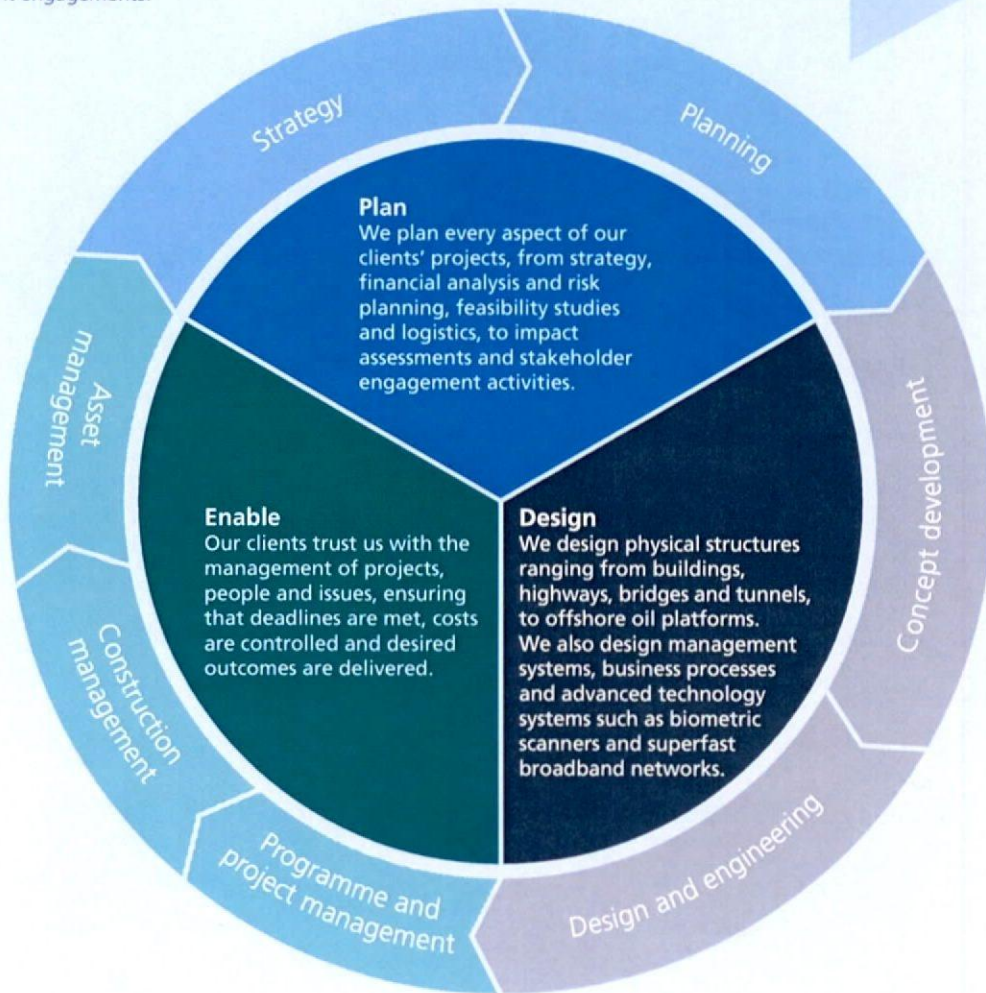 engagements.
Strategy
Planning
Plan
We plan every aspect of our
clients' projects, from strategy,
financial analysis and risk
planning, feasibility studies
and logistics, to impact
assessments and stakeholder
engagement activities.
Asset
management
Concept development
Enable
Our clients trust us with the
management of projects,
people and issues, ensuring
that deadlines are met, costs
are controlled and desired
outcomes are delivered.
Design
We design physical structures
ranging from buildings,
highways, bridges and tunnels,
to offshore oil platforms.
We also design management
systems, business processes
and advanced technology
systems such as biometric
scanners and superfast
broadband networks.
Construction
management
Programme and
project management
Design and engineering